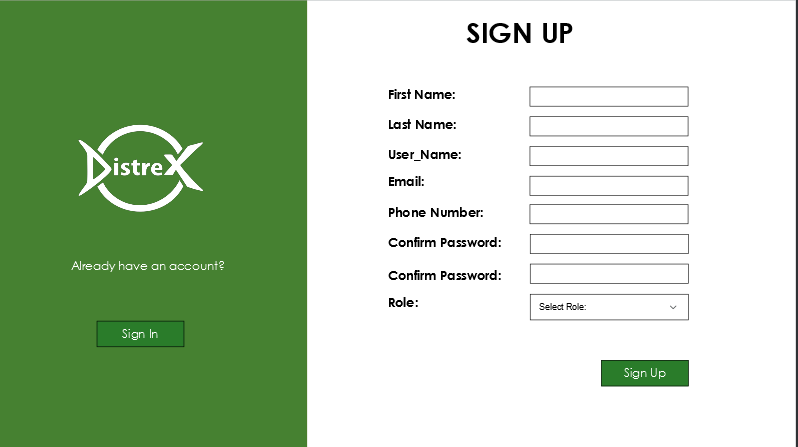 SIGN UP
First Name:
Last Name:
User_Name:
Email:
Phone Number:
Confirm Password:
Confirm Password:
Role:
Select Role:
Sign Up
DistreX
Already have an account?
Sign In